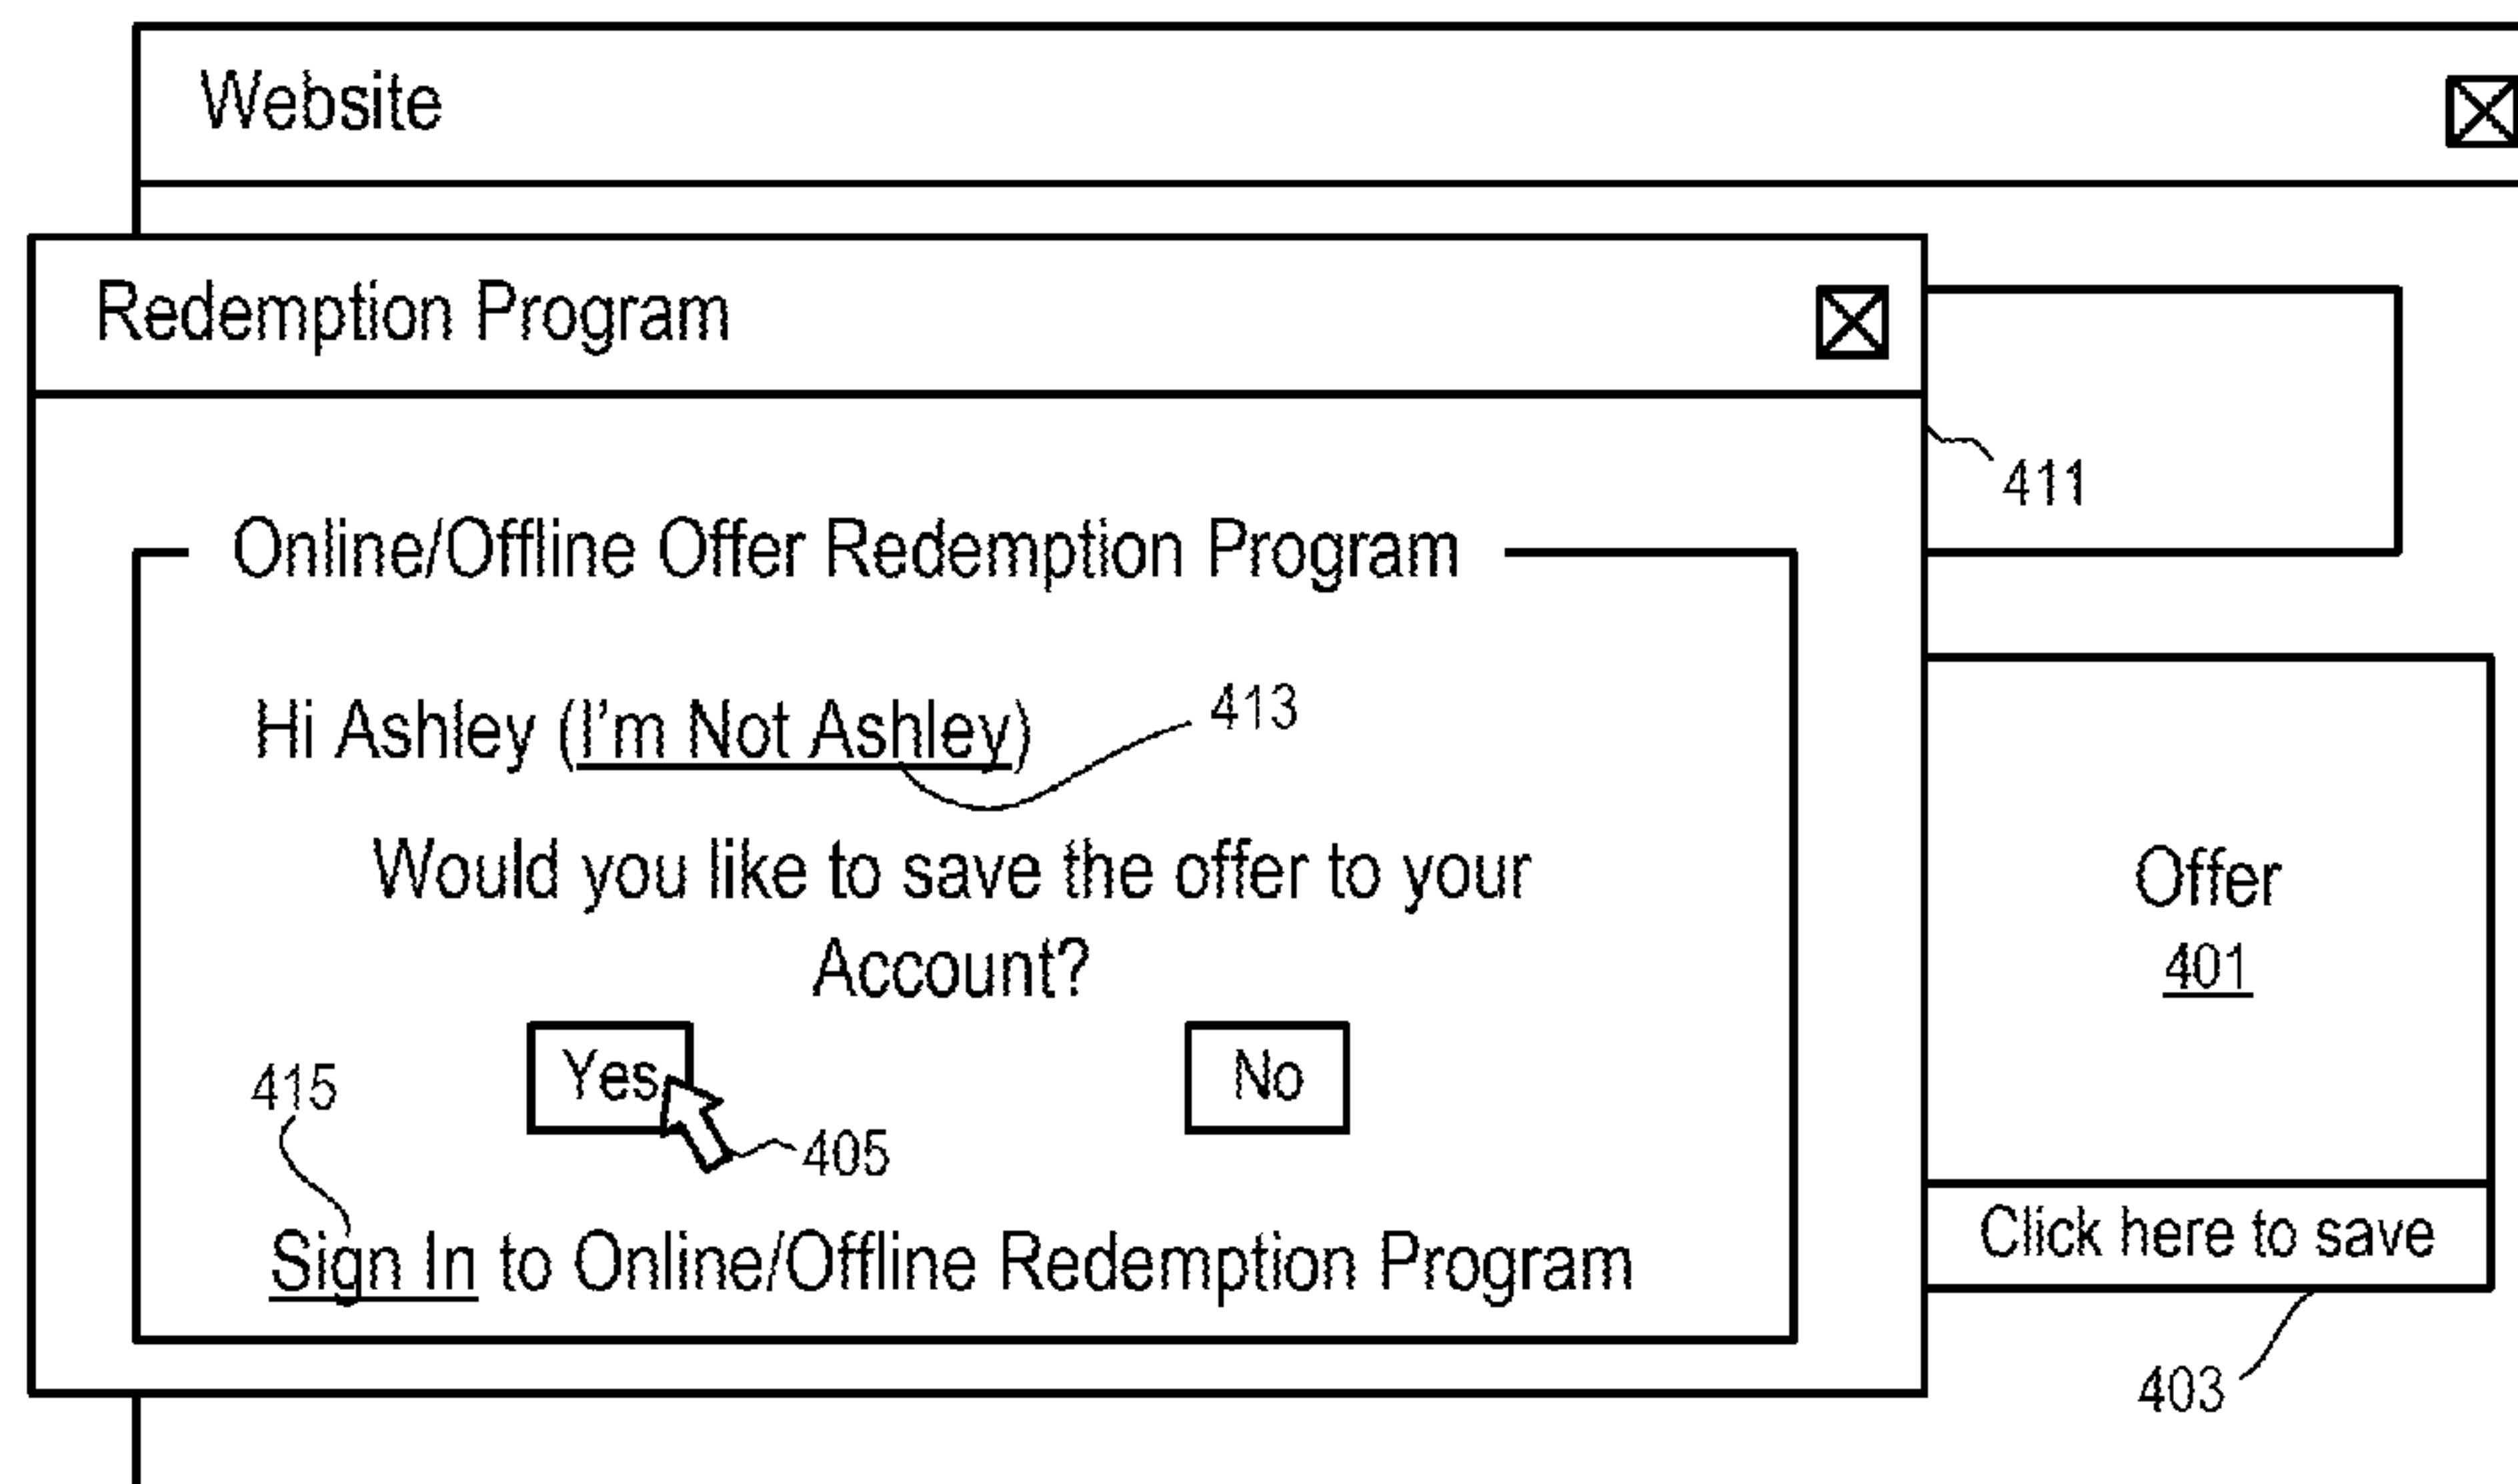 Website
Redemption Program
411
Online/Offline Offer Redemption Program
Hi Ashley (I'm Not Ashley)
413
Would you like to save the offer to your
Account?
Offer
401
Yes
No
415
405
Sign In to Online/Offline Redemption Program
Click here to save
403